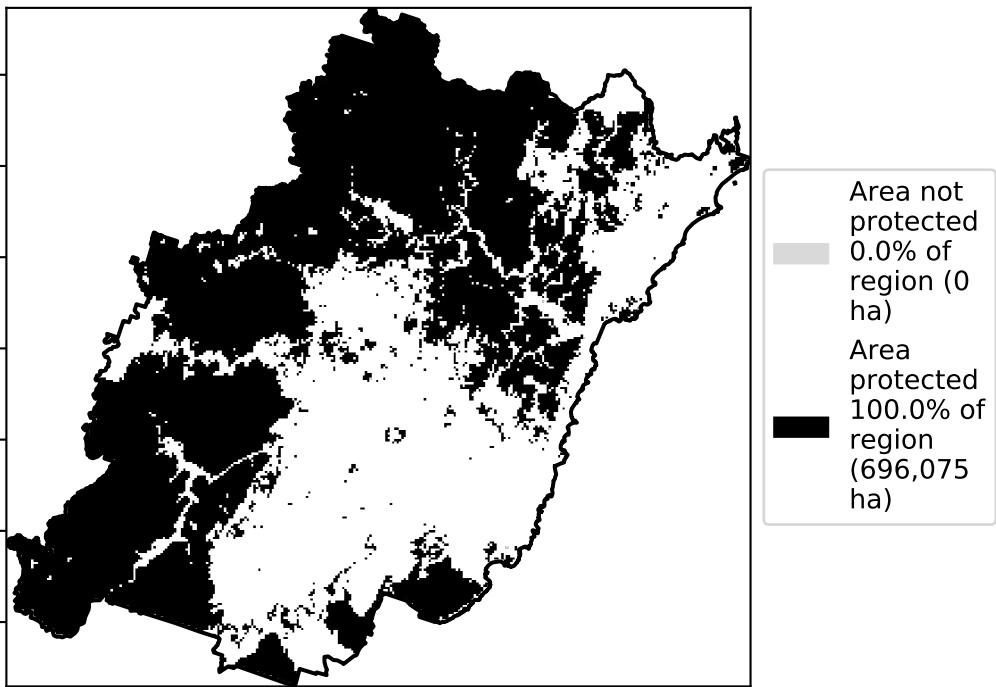 Area not
protected
0.0% of
region (0
ha)
Area
protected
100.0% of
region
(696,075
ha)